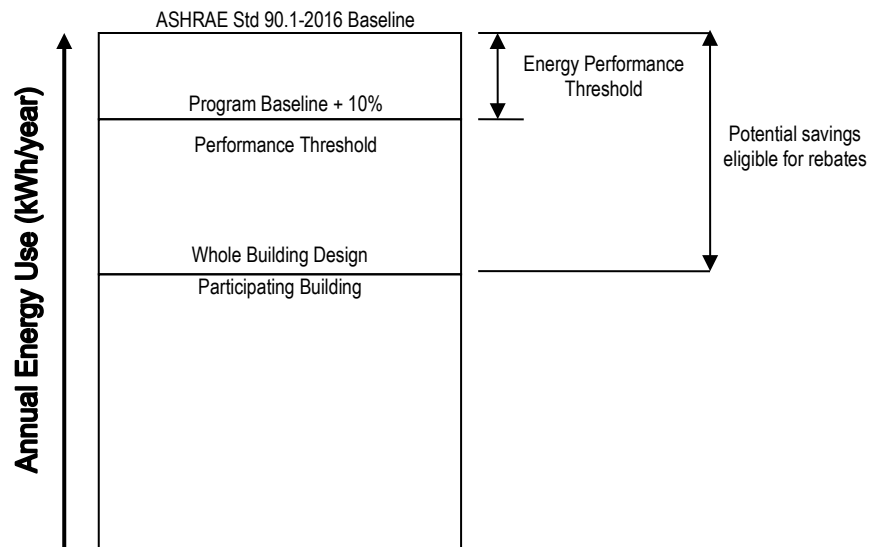 ASHRAE Std 90.1-2016 Baseline
Energy Performance
Threshold
Program Baseline + 10%
Performance Threshold
Potential savings
eligible for rebates
Whole Building Design
Participating Building
Annual Energy Use (kWh/year)